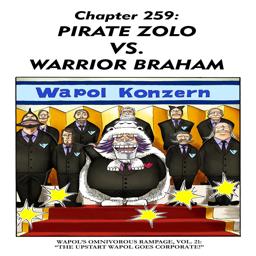 Chapter 259:
PIRATE ZOLO
VS.
WARRIOR BRAHAM
Wapol Konzern
WAPOL'S OMNIVOROUS RAMPAGE, VOL. 21:
"THE UPSTART WAPOL GOES CORPORATE!"